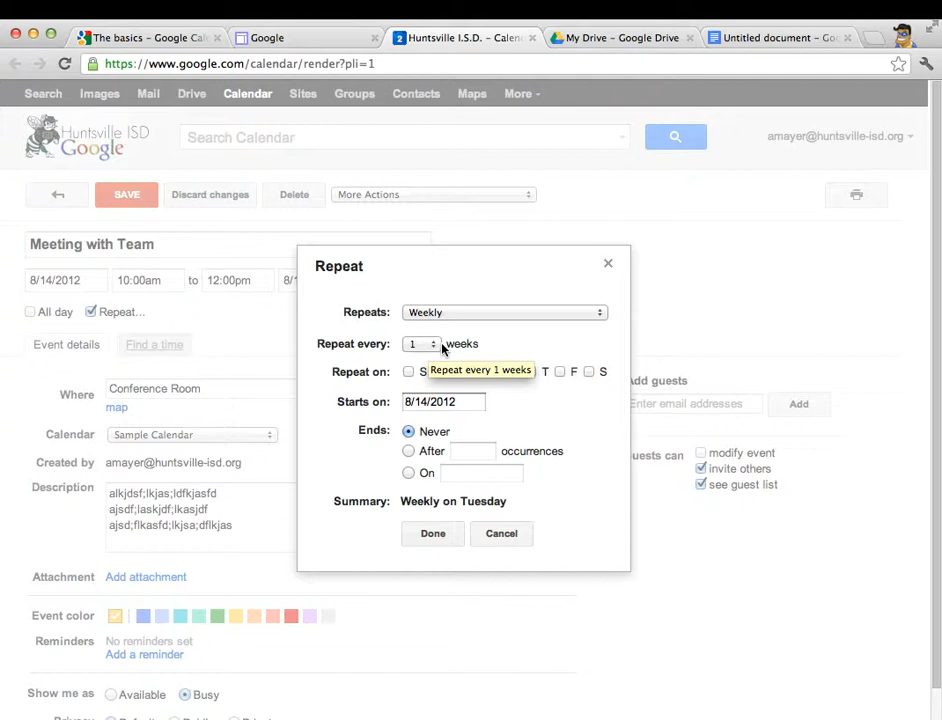 The basics - Google Cale
Google
2 Huntsville I.S.D. - Calenda
My Drive - Google Drive
Untitled document - Goo
https://www.google.com/calendar/render?pli=1
Search Images Mail Drive Calendar Sites Groups Contacts Maps More
Huntsville ISD
Google
Search Calendar
amayer@huntsville-isd.org
SAVE Discard changes Delete More Actions
Meeting with Team
8/14/2012 10:00am to 12:00pm
All day Repeat...
Event details Find a time
Where Conference Room
map
Calendar Sample Calendar
Created by amayer@huntsville-isd.org
Description alkjdsf;lkjas;ldfkjasfd
ajsdf;laskjdf;lkasjdf
ajsd;flkasfd;lkjsa;dflkjas
Attachment Add attachment
Event color
Reminders No reminders set
Add a reminder
Show me as Available Busy
Repeat
Repeats: Weekly
Repeat every: 1 weeks
Repeat on: S T F S
Repeat every 1 weeks
Starts on: 8/14/2012
Ends: Never
After occurrences
On
Summary: Weekly on Tuesday
Done Cancel
Add guests
Enter email addresses Add
modify event
invite others
see guest list